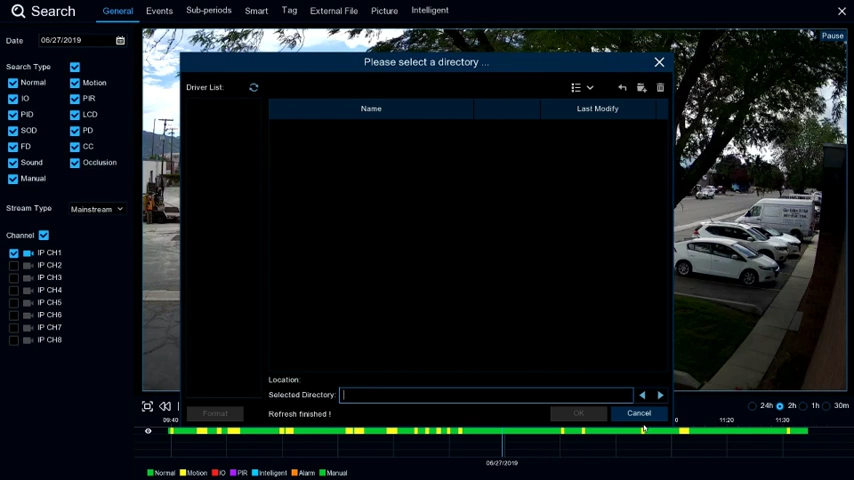 Search
General Events Sub-periods Smart Tag External File Picture Intelligent
Date 06/27/2019
Pause
Please select a directory ...
Search Type
Normal Motion
IO PIR
PID LCD
SOD PD
FD CC
Sound Occlusion
Manual
Stream Type Mainstream
Channel
IP CH1
IP CH2
IP CH3
IP CH4
IP CH5
IP CH6
IP CH7
IP CH8
Driver List:
Name Last Modify
Location:
Selected Directory:
Format Refresh finished ! OK Cancel
24h 2h 1h 30m
09:40 0 11:20 11:30
06/27/2019
Normal Motion IO PIR Intelligent Alarm Manual